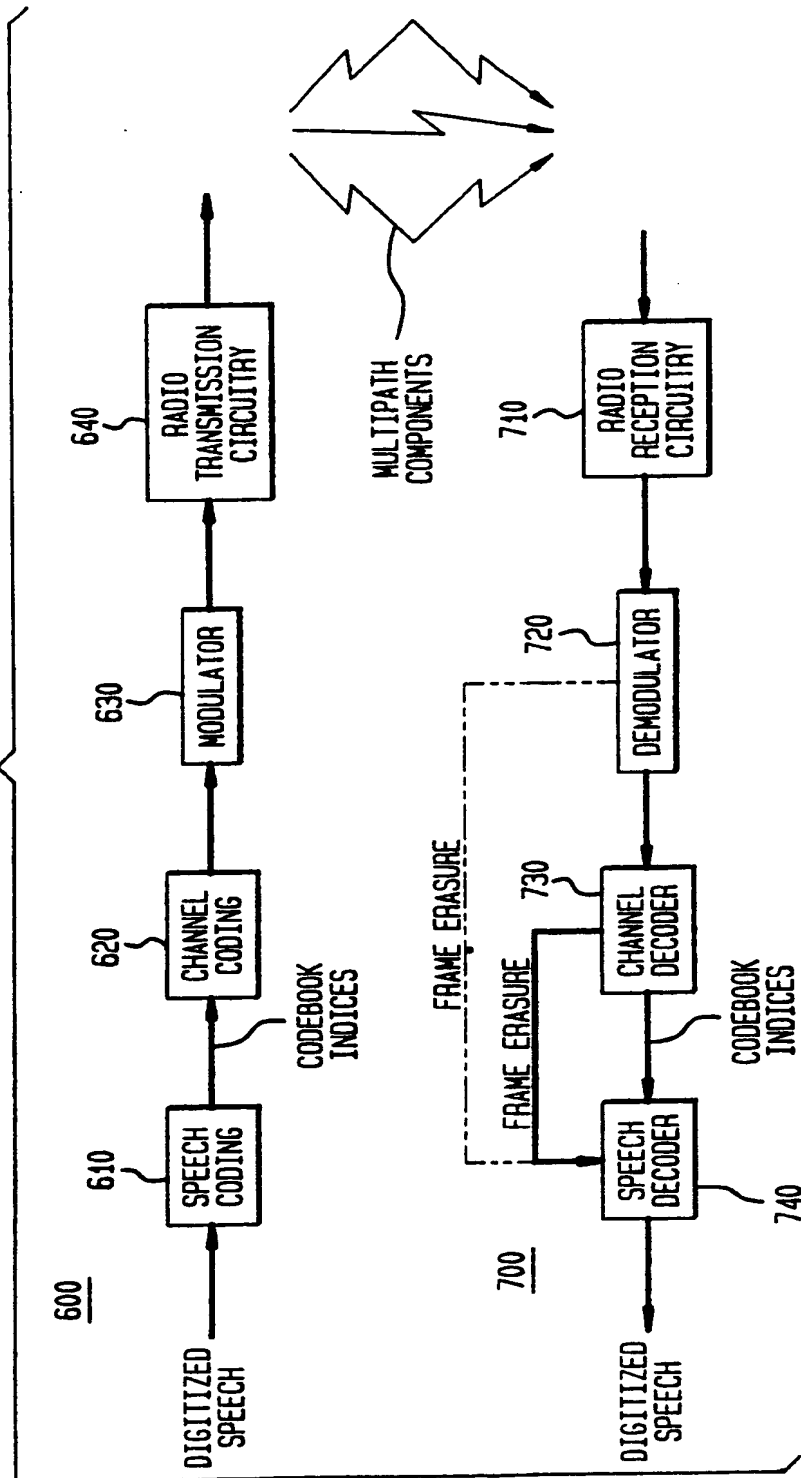 600
DIGITIZED
SPEECH
610
SPEECH
CODING
CODEBOOK
INDICES
620
CHANNEL
CODING
630
MODULATOR
640
RADIO
TRANSMISSION
CIRCUITRY
MULTIPATH
COMPONENTS
700
DIGITIZED
SPEECH
740
SPEECH
DECODER
FRAME ERASURE
FRAME ERASURE
CODEBOOK
INDICES
730
CHANNEL
DECODER
720
DEMODULATOR
710
RADIO
RECEPTION
CIRCUITRY